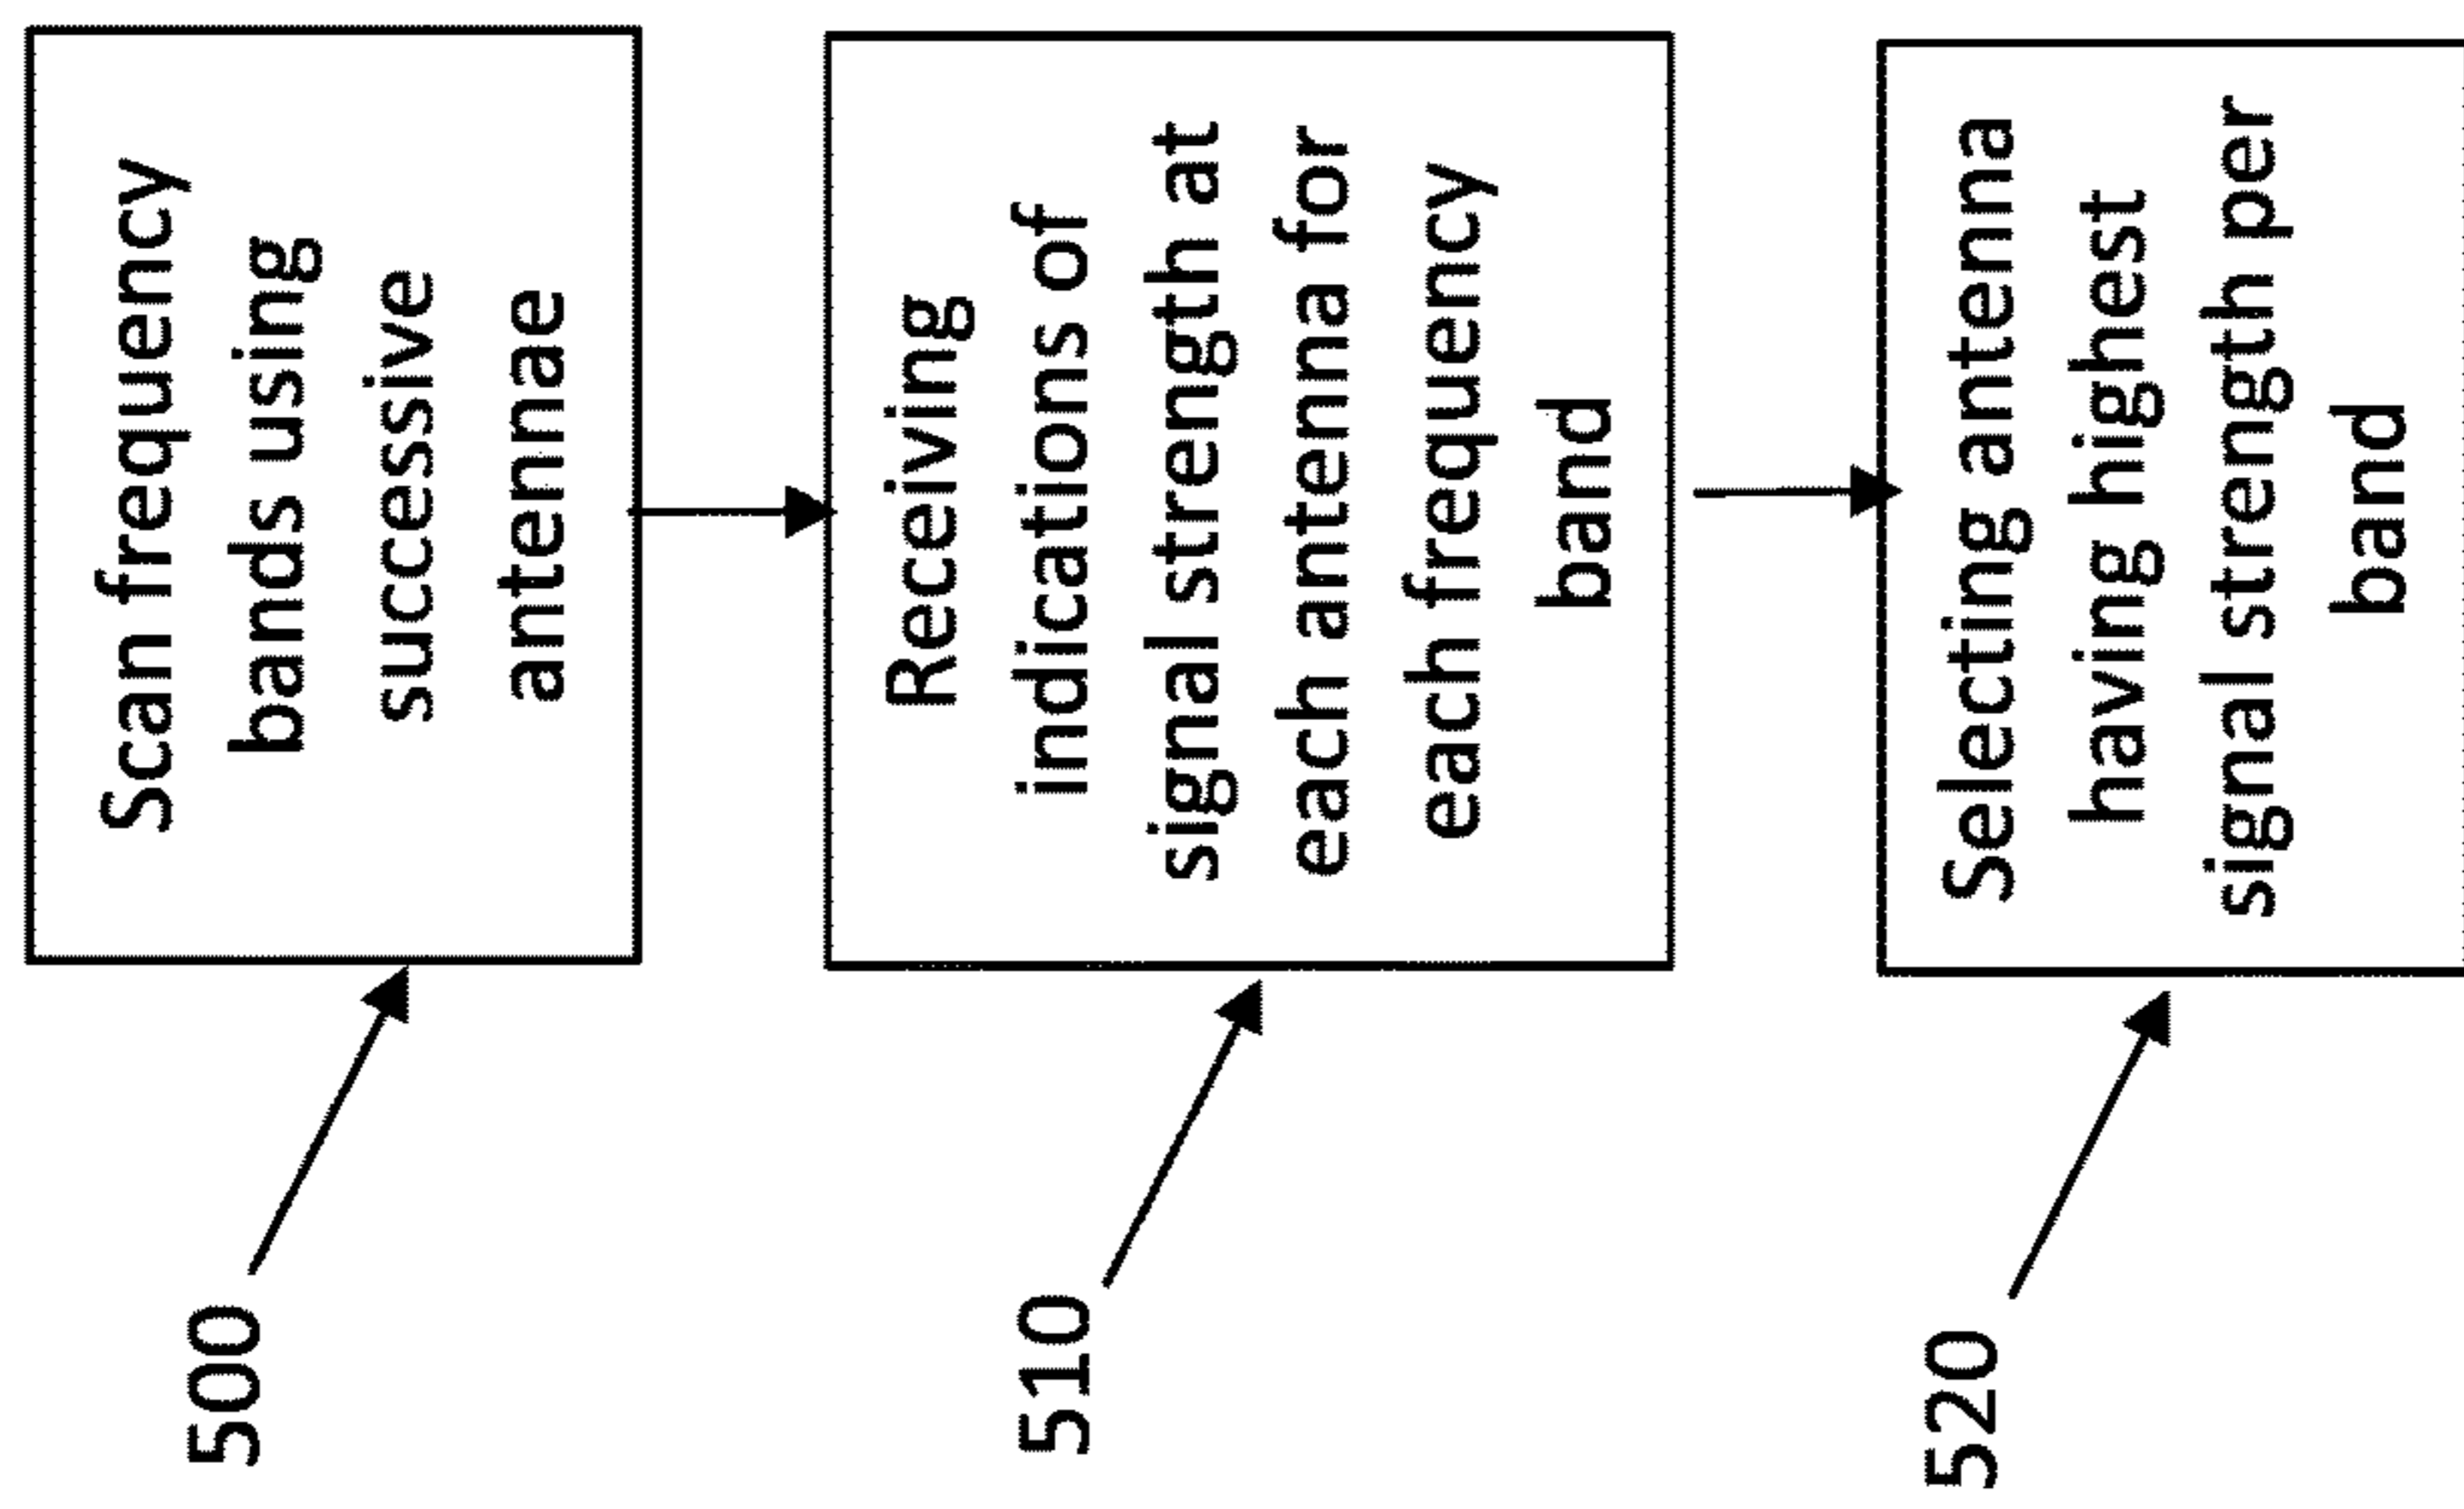 500
Scan frequency
bands using
successive
antennae
510
Receiving
indications of
signal strength at
each antenna for
each frequency
band
520
Selecting antenna
having highest
signal strength per
band